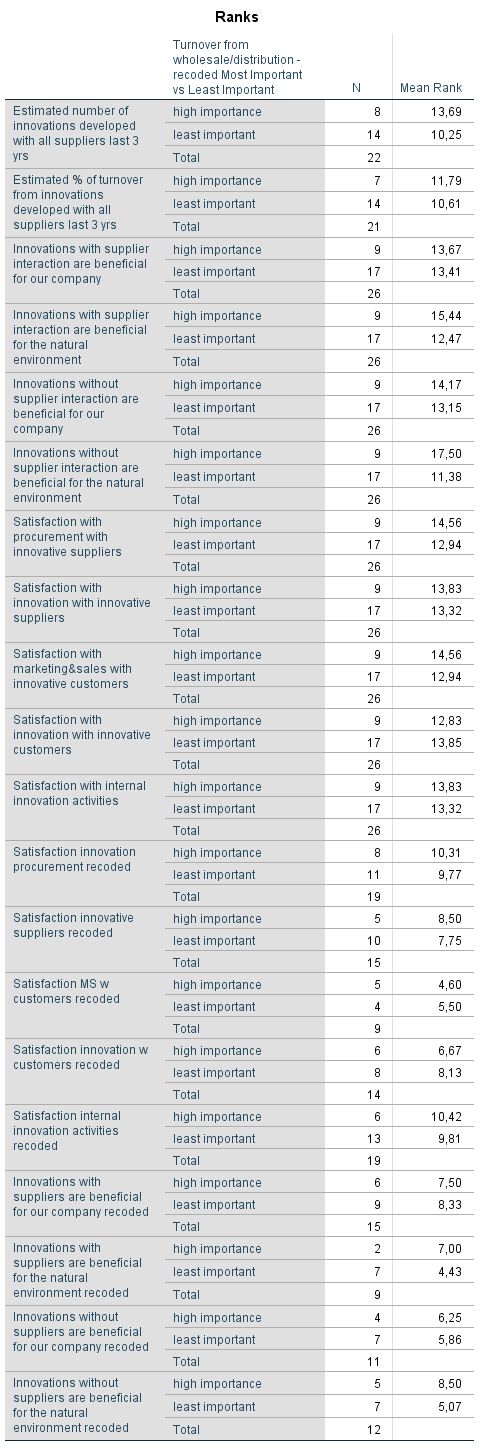 Ranks
Turnover from
wholesale/distribution -
recoded Most Important
vs Least Important N Mean Rank
Estimated number of
innovations developed
with all suppliers last 3
yrs
high importance 8 13,69
least important 14 10,25
Total 22
Estimated % of turnover
from innovations
developed with all
suppliers last 3 yrs
high importance 7 11,79
least important 14 10,61
Total 21
Innovations with supplier
interaction are beneficial
for our company
high importance 9 13,67
least important 17 13,41
Total 26
Innovations with supplier
interaction are beneficial
for the natural
environment
high importance 9 15,44
least important 17 12,47
Total 26
Innovations without
supplier interaction are
beneficial for our
company
high importance 9 14,17
least important 17 13,15
Total 26
Innovations without
supplier interaction are
beneficial for the natural
environment
high importance 9 17,50
least important 17 11,38
Total 26
Satisfaction with
procurement with
innovative suppliers
high importance 9 14,56
least important 17 12,94
Total 26
Satisfaction with
innovation with innovative
suppliers
high importance 9 13,83
least important 17 13,32
Total 26
Satisfaction with
marketing&sales with
innovative customers
high importance 9 14,56
least important 17 12,94
Total 26
Satisfaction with
innovation with innovative
customers
high importance 9 12,83
least important 17 13,85
Total 26
Satisfaction with internal
innovation activities
high importance 9 13,83
least important 17 13,32
Total 26
Satisfaction innovation
procurement recoded
high importance 8 10,31
least important 11 9,77
Total 19
Satisfaction innovative
suppliers recoded
high importance 5 8,50
least important 10 7,75
Total 15
Satisfaction MS w
customers recoded
high importance 5 4,60
least important 4 5,50
Total 9
Satisfaction innovation w
customers recoded
high importance 6 6,67
least important 8 8,13
Total 14
Satisfaction internal
innovation activities
recoded
high importance 6 10,42
least important 13 9,81
Total 19
Innovations with
suppliers are beneficial
for our company recoded
high importance 6 7,50
least important 9 8,33
Total 15
Innovations with
suppliers are beneficial
for the natural
environment recoded
high importance 2 7,00
least important 7 4,43
Total 9
Innovations without
suppliers are beneficial
for our company recoded
high importance 4 6,25
least important 7 5,86
Total 11
Innovations without
suppliers are beneficial
for the natural
environment recoded
high importance 5 8,50
least important 7 5,07
Total 12